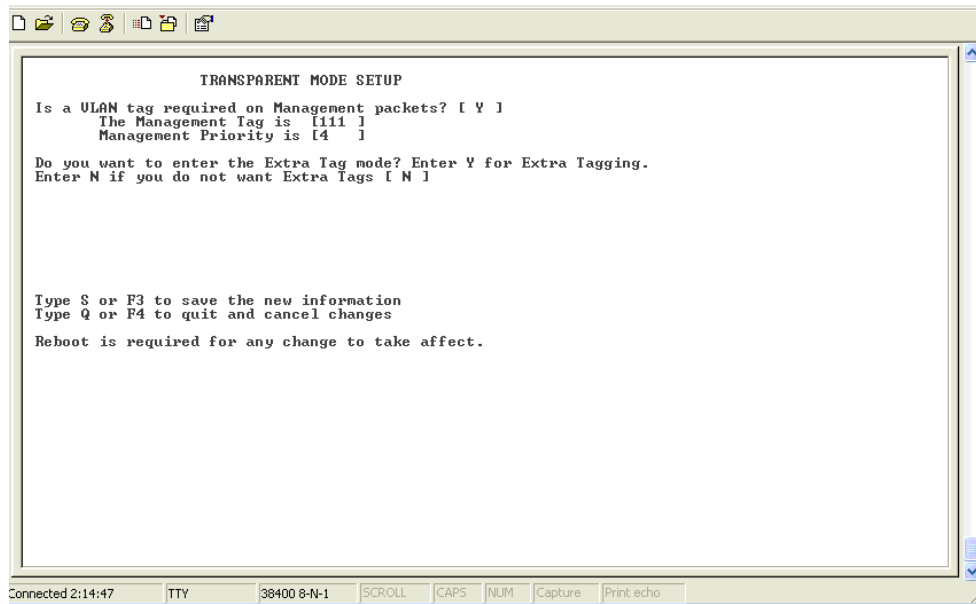 TRANSPARENT MODE SETUP
Is a VLAN tag required on Management packets? [ Y ]
The Management Tag is [111 ]
Management Priority is [4 ]
Do you want to enter the Extra Tag mode? Enter Y for Extra Tagging.
Enter N if you do not want Extra Tags [ N ]
Type S or F3 to save the new information
Type Q or F4 to quit and cancel changes
Reboot is required for any change to take affect.
Connected 2:14:47 TTY 38400 8-N-1 SCROLL CAPS NUM Capture Print echo